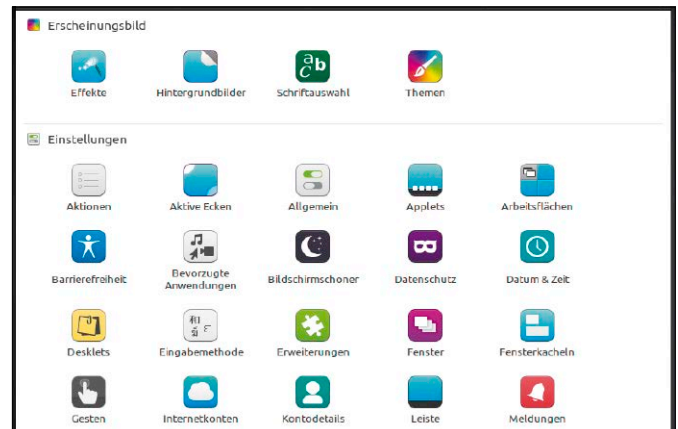 Erscheinungsbild
Effekte
Hintergrundbilder
Schriftauswahl
Themen
Einstellungen
Aktionen
Aktive Ecken
Allgemein
Applets
Arbeitsflächen
Barrierefreiheit
Bevorzugte
Anwendungen
Bildschirmschoner
Datenschutz
Datum & Zeit
Desklets
Eingabemethode
Erweiterungen
Fenster
Fensterkacheln
Gesten
Internetkonten
Kontodetails
Leiste
Meldungen